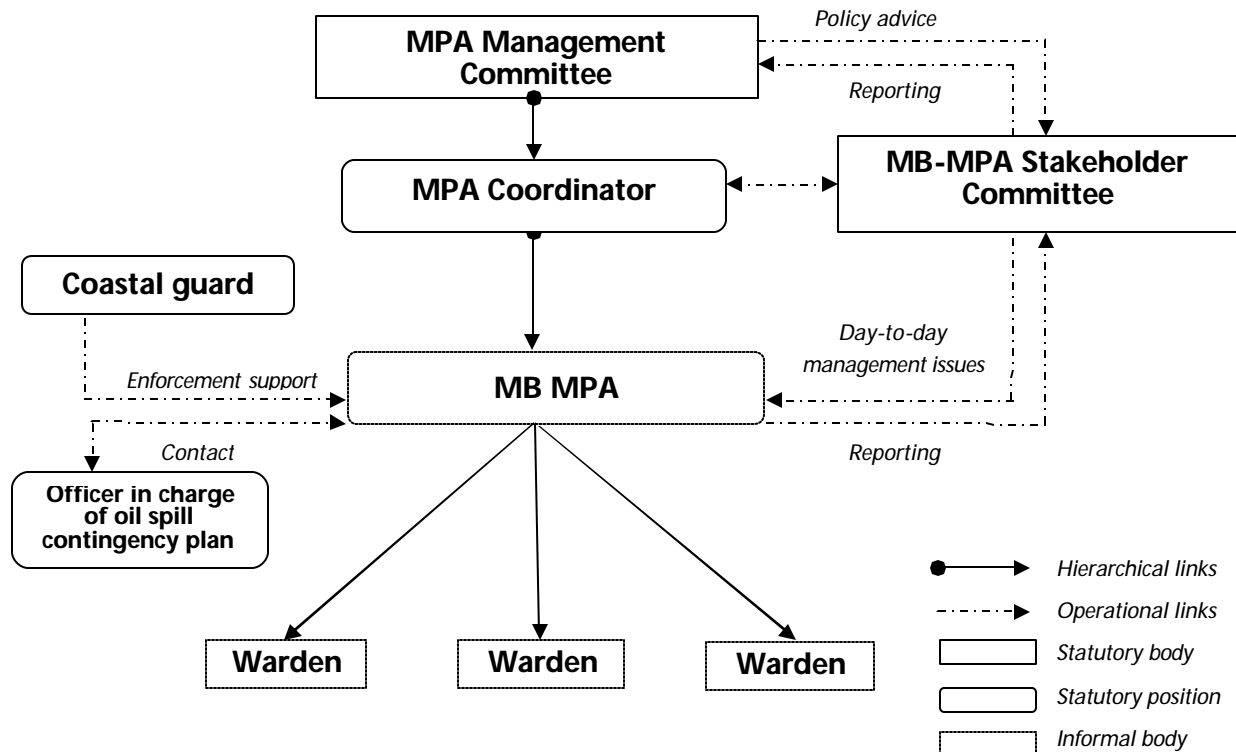 Policy advice
MPA Management
Committee
Reporting
MB-MPA Stakeholder
Committee
MPA Coordinator
Coastal guard
Day-to-day
management issues
Enforcement support
MB MPA
Contact
Reporting
Officer in charge
of oil spill
contingency plan
Hierarchical links
Operational links
Warden
Warden
Warden
Statutory body
Statutory position
Informal body